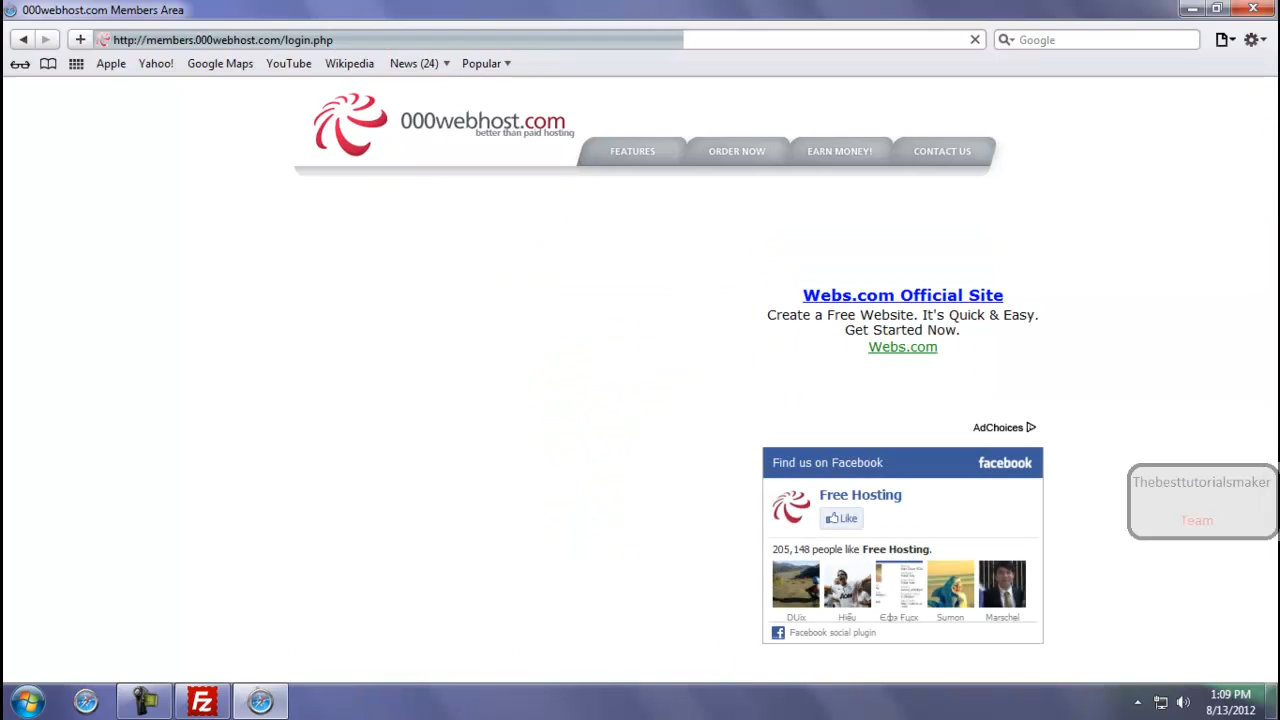 000webhost.com Members Area
http://members.000webhost.com/login.php
Google
Apple
Yahoo!
Google Maps
YouTube
Wikipedia
News (24)
Popular
000webhost.com
better than paid hosting
FEATURES
ORDER NOW
EARN MONEY!
CONTACT US
Webs.com Official Site
Create a Free Website. It's Quick & Easy.
Get Started Now.
Webs.com
AdChoices
Find us on Facebook
facebook
Free Hosting
Like
205,148 people like Free Hosting.
DUix
Hiếu
Sumon
Marschel
Facebook social plugin
Thebesttutorialsmaker
Team
Fz
1:09 PM
8/13/2012